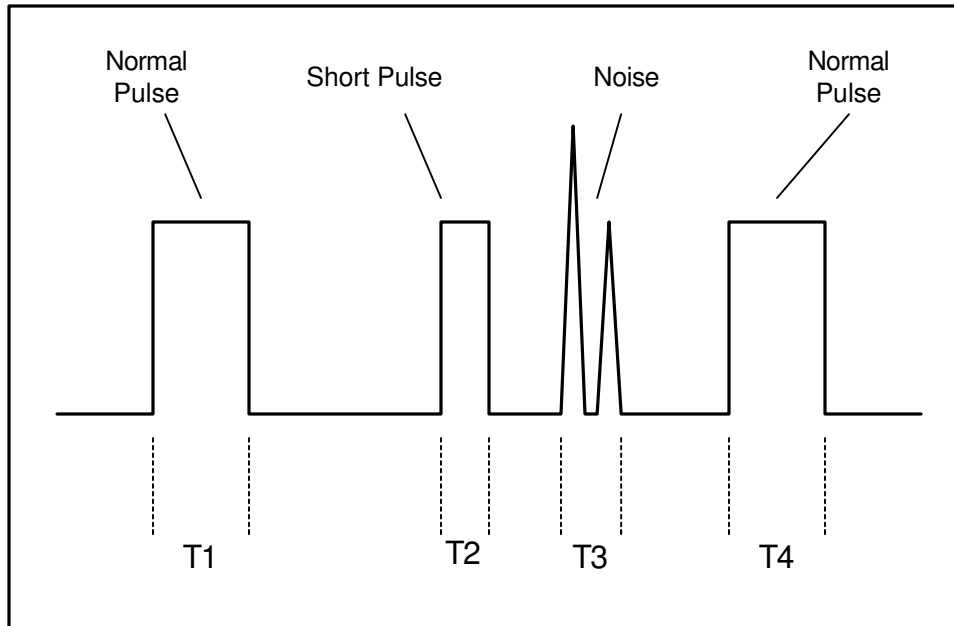 Normal
Pulse
Short Pulse
Noise
Normal
Pulse
T1
T2
T3
T4